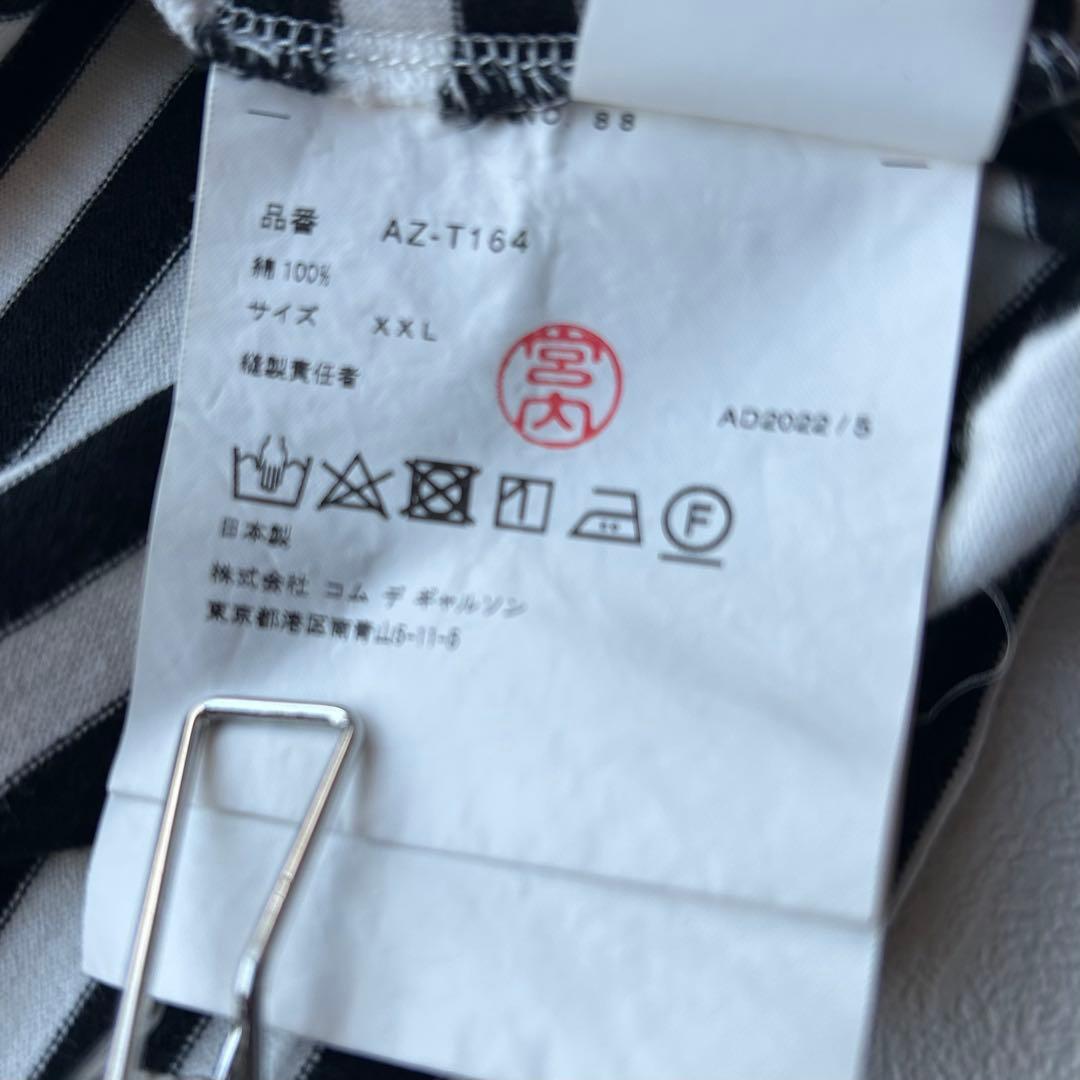 NO. 88
品番 AZ-T164
綿 100%
サイズ XXL
縫製責任者 宮内
AD2022/5
F
日本製
株式会社 コム デ ギャルソン
東京都港区南青山5-11-5